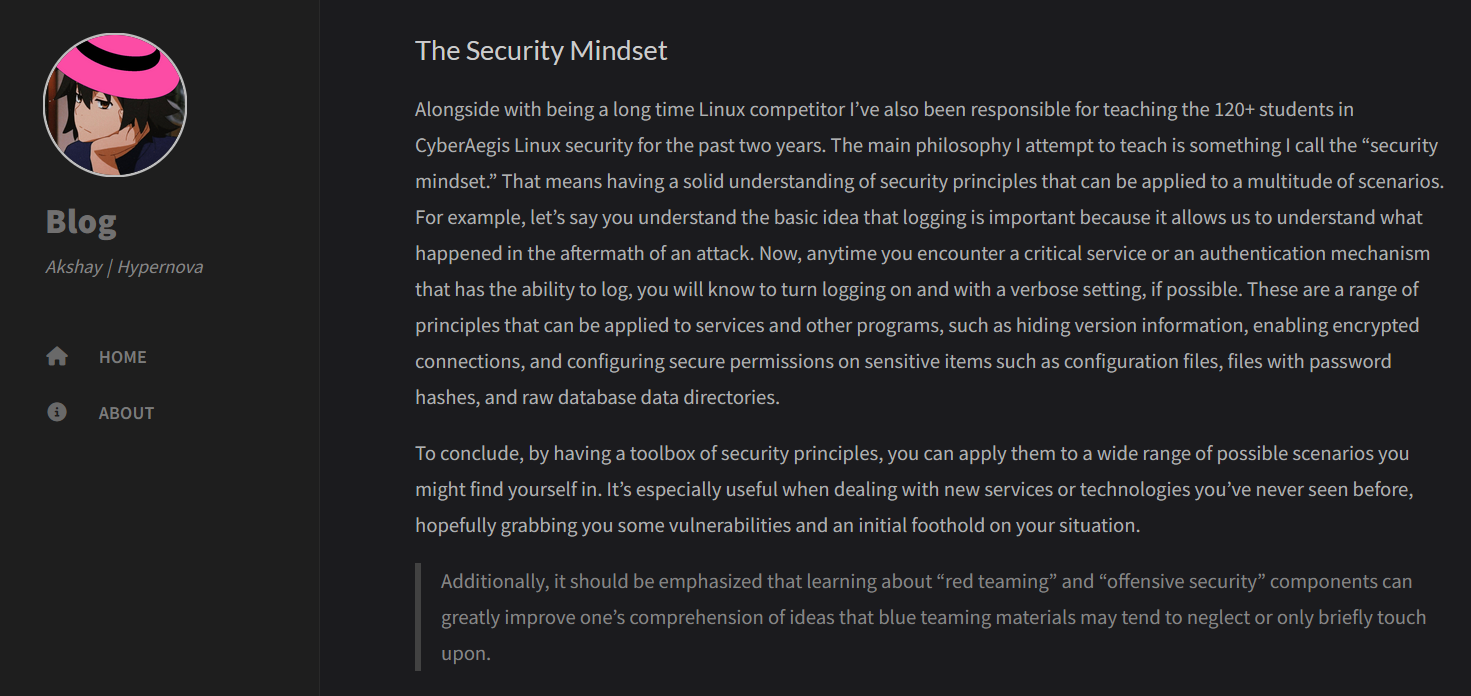 Blog
Akshay | Hypernova
HOME
ABOUT
The Security Mindset
Alongside with being a long time Linux competitor I’ve also been responsible for teaching the 120+ students in
CyberAegis Linux security for the past two years. The main philosophy I attempt to teach is something I call the “security
mindset.” That means having a solid understanding of security principles that can be applied to a multitude of scenarios.
For example, let’s say you understand the basic idea that logging is important because it allows us to understand what
happened in the aftermath of an attack. Now, anytime you encounter a critical service or an authentication mechanism
that has the ability to log, you will know to turn logging on and with a verbose setting, if possible. These are a range of
principles that can be applied to services and other programs, such as hiding version information, enabling encrypted
connections, and configuring secure permissions on sensitive items such as configuration files, files with password
hashes, and raw database data directories.
To conclude, by having a toolbox of security principles, you can apply them to a wide range of possible scenarios you
might find yourself in. It’s especially useful when dealing with new services or technologies you’ve never seen before,
hopefully grabbing you some vulnerabilities and an initial foothold on your situation.
Additionally, it should be emphasized that learning about “red teaming” and “offensive security” components can
greatly improve one’s comprehension of ideas that blue teaming materials may tend to neglect or only briefly touch
upon.